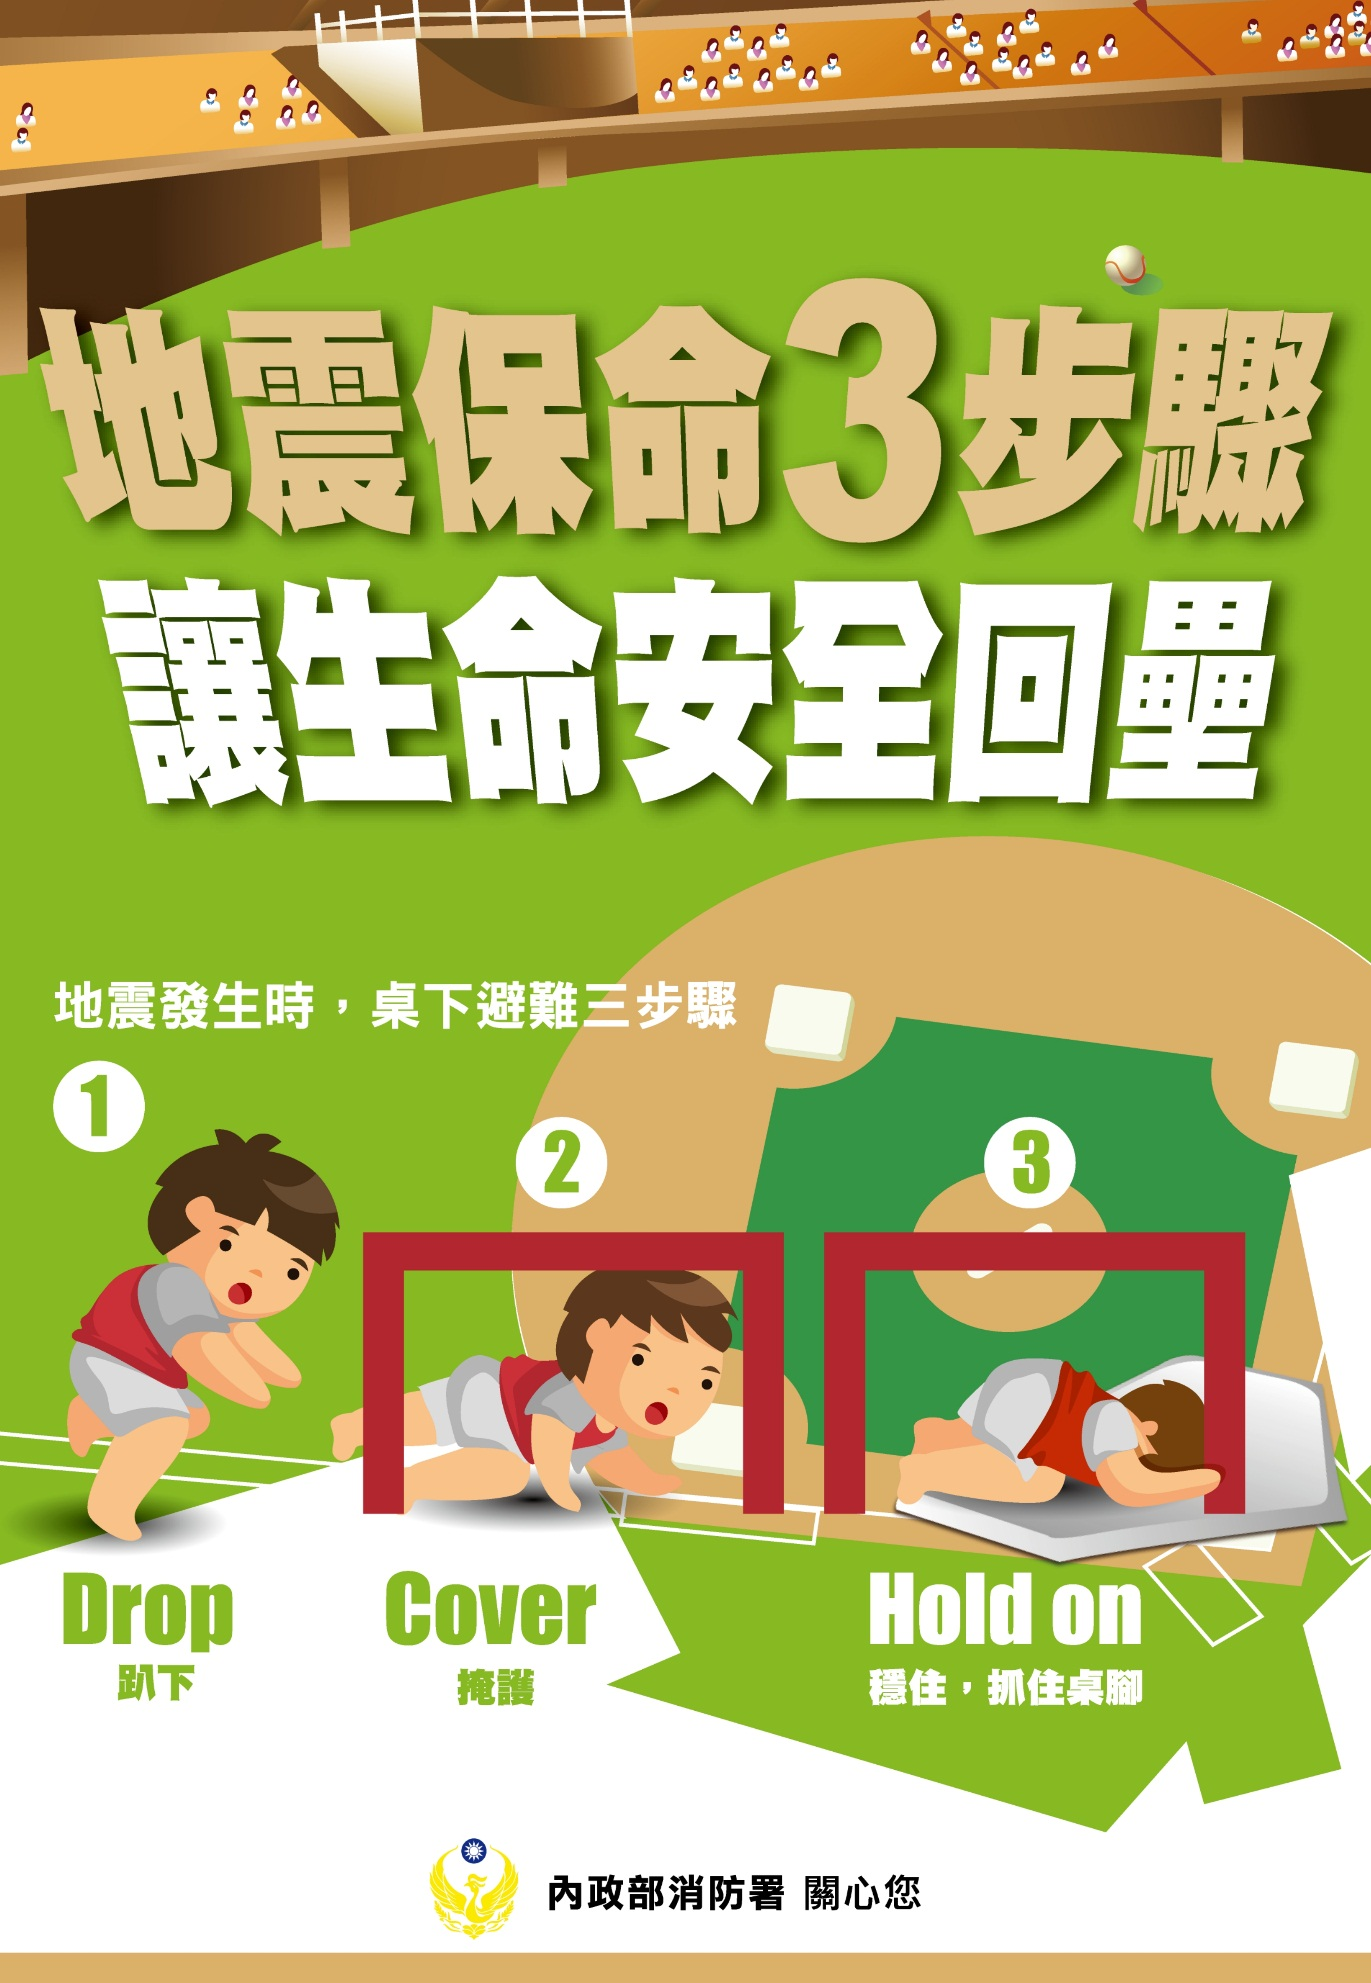 地震保命3步驟
讓生命安全回壘
地震發生時，桌下避難三步驟
1
2
3
Drop
趴下
Cover
掩護
Hold on
穩住，抓住桌腳
內政部消防署 關心您